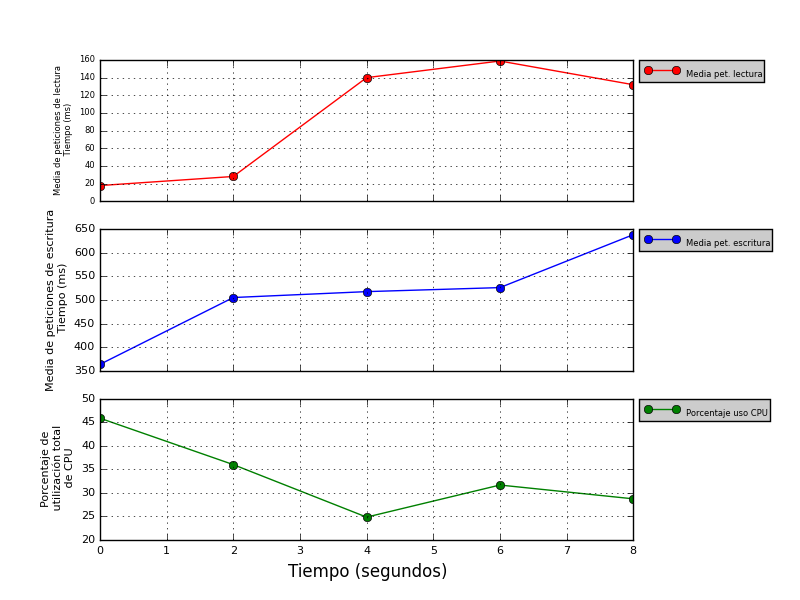 Media de peticiones de lectura
Tiempo (ms)
160
140
120
100
80
60
40
20
0
Media pet. lectura
Media de peticiones de escritura
Tiempo (ms)
650
600
550
500
450
400
350
Media pet. escritura
Porcentaje de
utilización total
de CPU
50
45
40
35
30
25
20
Porcentaje uso CPU
0 1 2 3 4 5 6 7 8
Tiempo (segundos)